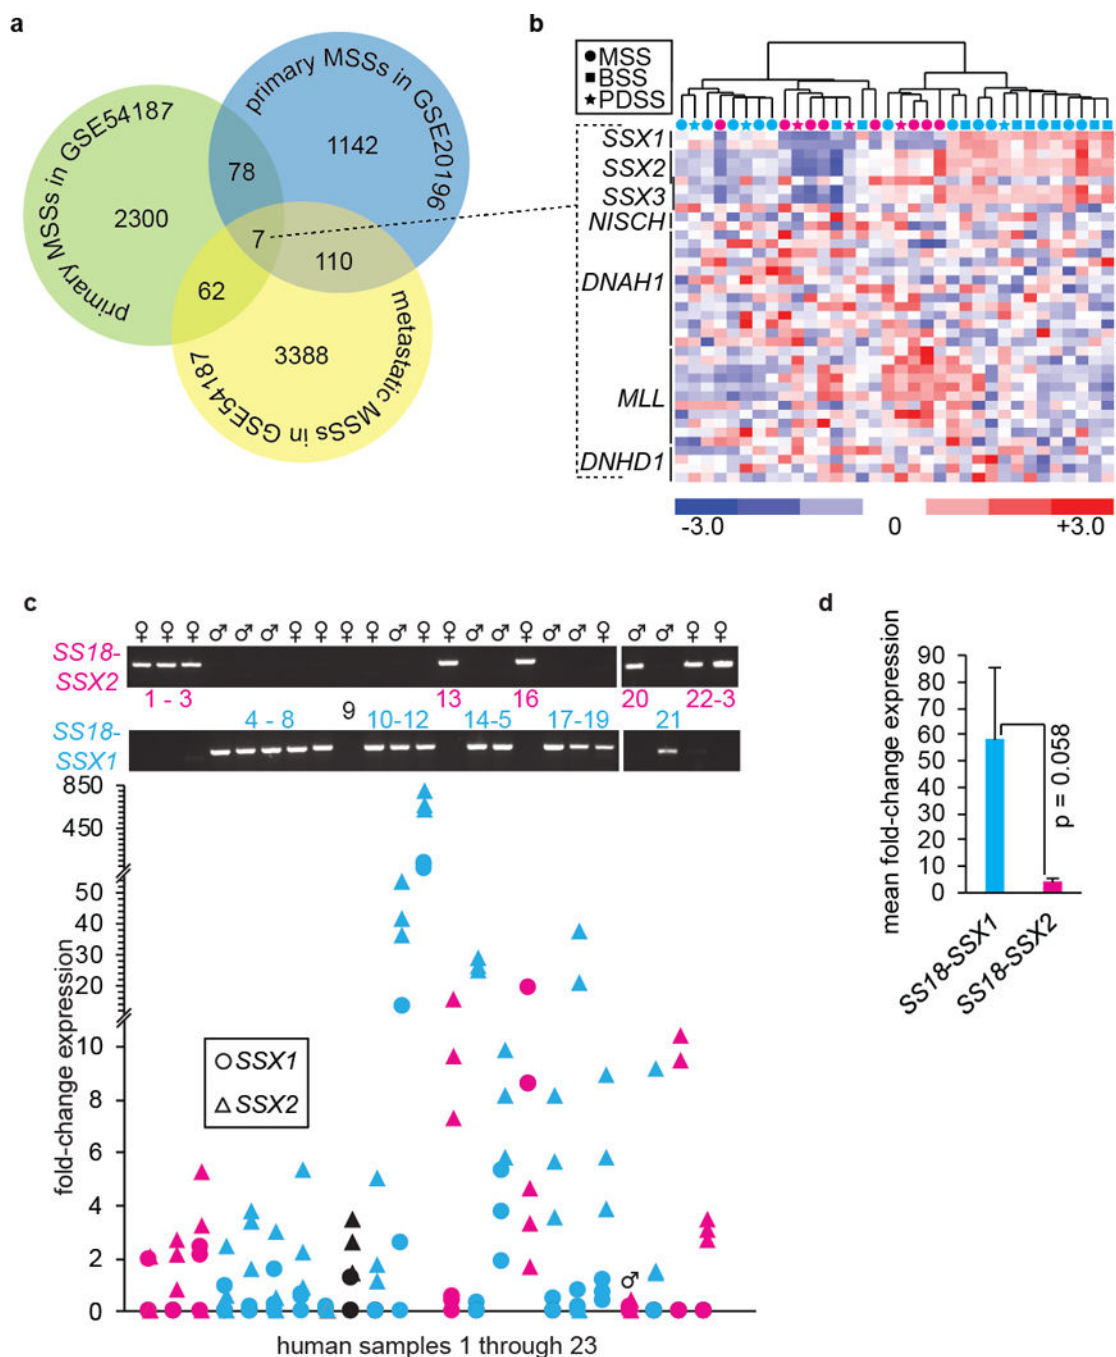 a
primary MSSs in GSE54187
primary MSSs in GSE20196
metastatic MSSs in GSE54187
1142
78
2300
7
110
62
3388
b
MSS
BSS
PDSS
SSX1
SSX2
SSX3
NISCH
DNAH1
MLL
DNHD1
-3.0 0 +3.0
c
♀ ♀ ♀ ♂ ♂ ♂ ♀ ♀ ♀ ♀ ♂ ♀ ♀ ♂ ♂ ♀ ♂ ♂ ♀ ♂ ♂ ♀ ♀
SS18-
SSX2
1 - 3 4 - 8 9 10-12 13 14-5 16 17-19 20 21 22-3
SS18-
SSX1
850
450
50
40
30
20
10
8
6
4
2
0
fold-change expression
SSX1
SSX2
♂
human samples 1 through 23
d
mean fold-change expression
90
80
70
60
50
40
30
20
10
0
p = 0.058
SS18-SSX1
SS18-SSX2